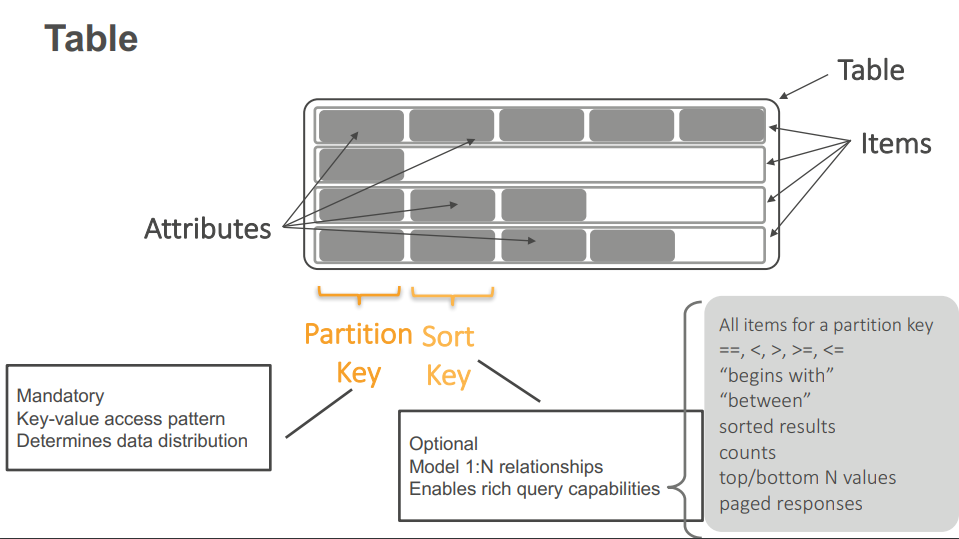 Table
Table
Items
Attributes
Partition
Key
Sort
Key
Mandatory
Key-value access pattern
Determines data distribution
Optional
Model 1:N relationships
Enables rich query capabilities
All items for a partition key
==, <, >, >=, <=
“begins with”
“between”
sorted results
counts
top/bottom N values
paged responses